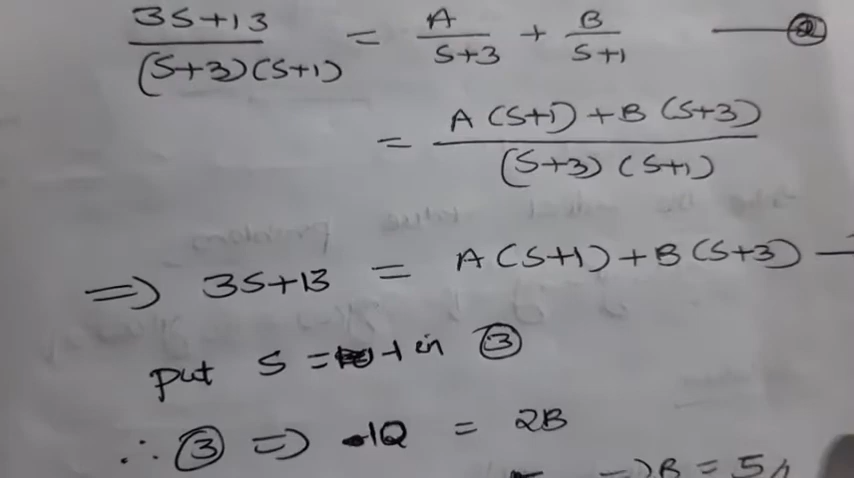 3S+13 / (S+3)(S+1) = A / S+3 + B / S+1 — ②
= A(S+1)+B(S+3) / (S+3)(S+1)
=> 3S+13 = A(S+1)+B(S+3) —
put S = -1 in ③
∴ ③ => 10 = 2B
=> B = 5